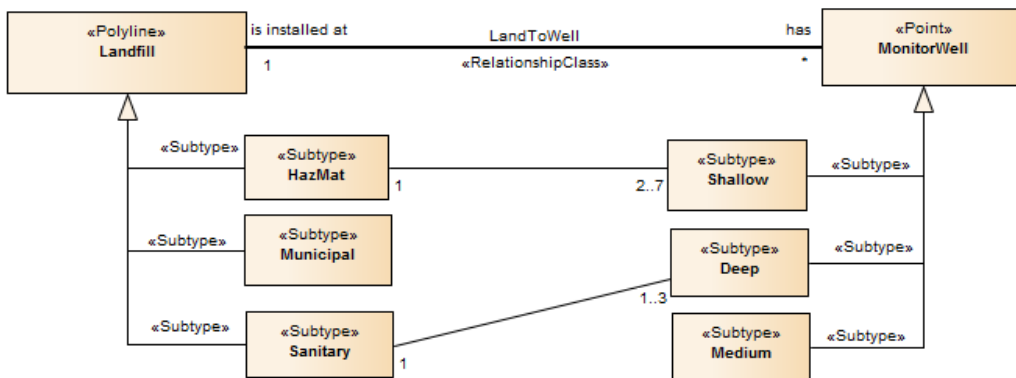 «Polyline»
Landfill
is installed at
LandToWell
has
1
«RelationshipClass»
*
«Point»
MonitorWell
«Subtype»
«Subtype»
HazMat
1
2..7
«Subtype»
Shallow
«Subtype»
«Subtype»
«Subtype»
Municipal
«Subtype»
Deep
«Subtype»
1..3
«Subtype»
«Subtype»
Sanitary
1
«Subtype»
Medium
«Subtype»